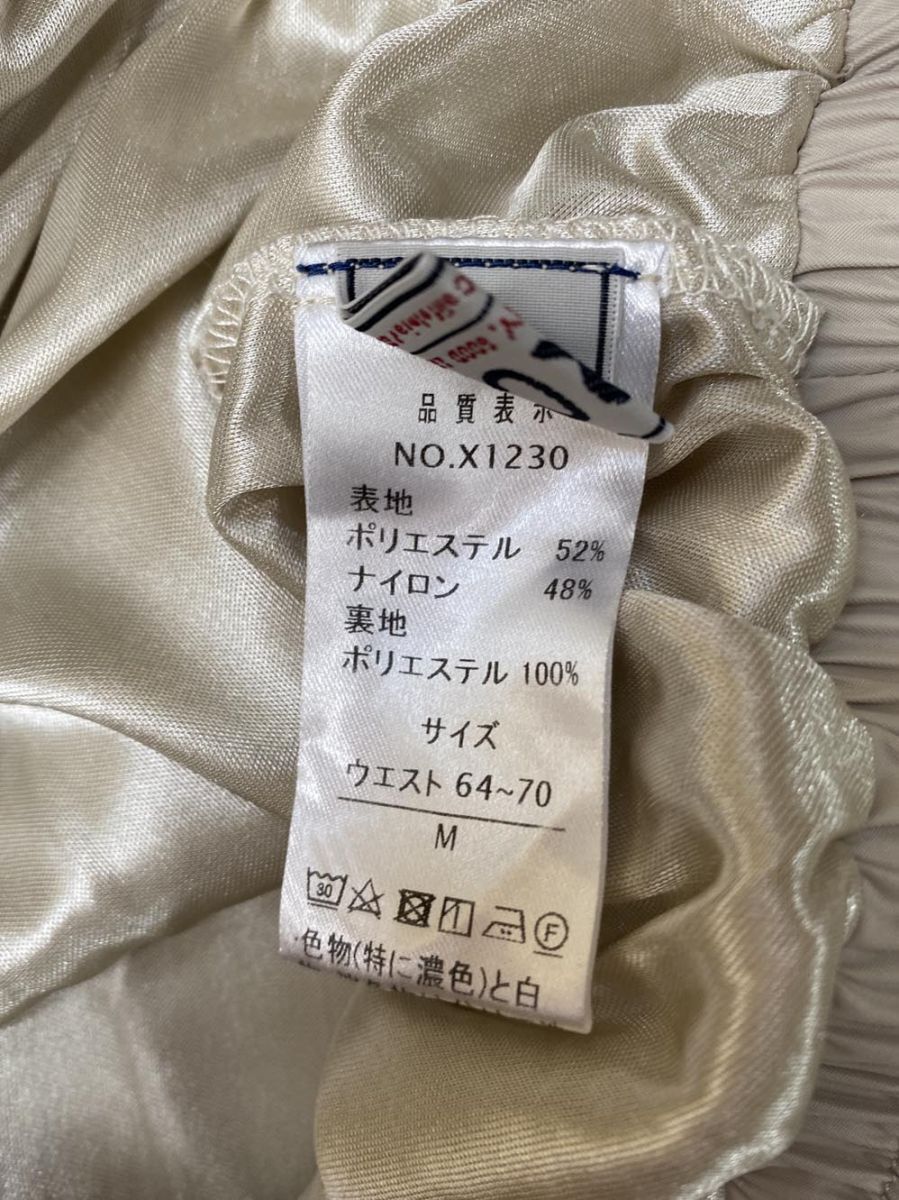 GOOD
品質表示
NO.X1230
表地
ポリエステル 52%
ナイロン 48%
裏地
ポリエステル 100%
サイズ
ウエスト 64~70
M
30
F
色物(特に濃色)と白